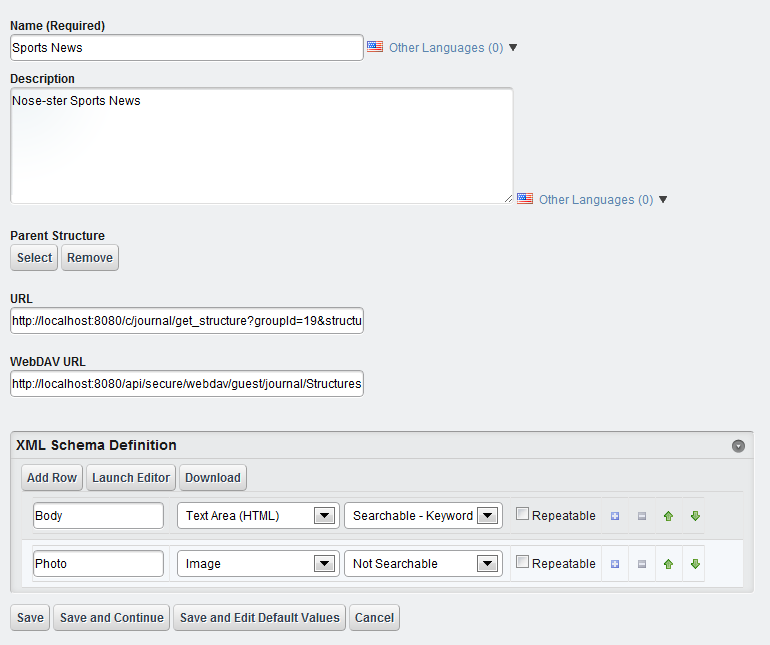 Name (Required)
Sports News
Other Languages (0)
Description
Nose-ster Sports News
Other Languages (0)
Parent Structure
Select Remove
URL
http://localhost:8080/c/journal/get_structure?groupId=19&structu
WebDAV URL
http://localhost:8080/api/secure/webdav/guest/journal/Structures
XML Schema Definition
Add Row Launch Editor Download
Body Text Area (HTML) Searchable - Keyword Repeatable
Photo Image Not Searchable Repeatable
Save Save and Continue Save and Edit Default Values Cancel